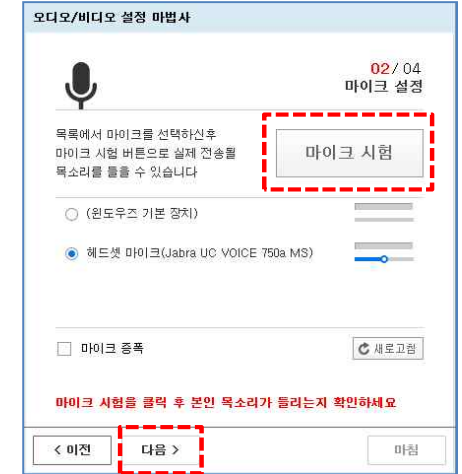 오디오/비디오 설정 마법사
02/ 04
마이크 설정
목록에서 마이크를 선택하신후
마이크 시험 버튼으로 실제 전송될
목소리를 들을 수 있습니다
마이크 시험
(윈도우즈 기본 장치)
헤드셋 마이크(Jabra UC VOICE 750a MS)
마이크 증폭
새로고침
마이크 시험을 클릭 후 본인 목소리가 들리는지 확인하세요
< 이전
다음 >
마침